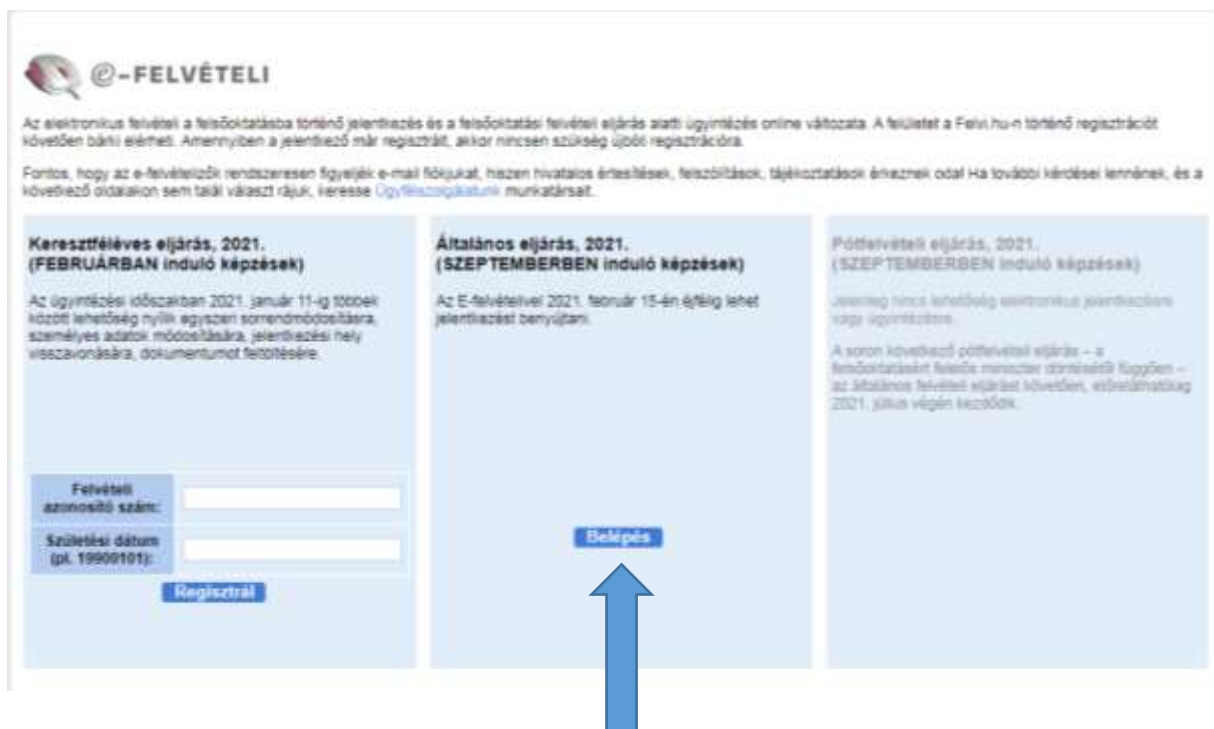 e-FELVÉTELI
Az elektronikus felvételi a felsőoktatásba történő jelentkezés és a felsőoktatási felvételi eljárás alatti ügyintézés online változata. A felületet a Felvi.hu-n történő regisztrációt
követően bárki elérheti. Amennyiben a jelentkező már regisztrált, akkor nincsen szükség újbóli regisztrációra.
Fontos, hogy az e-felvételizők rendszeresen figyeljék e-mail fiókjukat, hiszen hivatalos értesítések, felszólítások, tájékoztatások érkeznek oda! Ha további kérdései lennének, és a
következő oldalakon sem talál választ rájuk, keresse Ügyfélszolgálatunk munkatársait.
Keresztféléves eljárás, 2021.
(FEBRUÁRBAN induló képzések)
Az ügyintézési időszakban 2021. január 11-ig többek
között lehetőség nyílik egyszeri sorrendmódosításra,
személyes adatok módosítására, jelentkezési hely
visszavonására, dokumentumot feltöltésére.
Felvételi
azonosító szám:
Születési dátum
(pl. 19900101):
Regisztrál
Általános eljárás, 2021.
(SZEPTEMBERBEN induló képzések)
Az E-felvételivel 2021. február 15-én éjfélig lehet
jelentkezést benyújtani.
Belépés
Pótfelvételi eljárás, 2021.
(SZEPTEMBERBEN induló képzések)
Jelenleg nincs lehetőség elektronikus jelentkezésre
vagy ügyintézésre.
A soron következő pótfelvételi eljárás – a
felsőoktatásért felelős miniszter döntésétől függően –
az általános felvételi eljárást követően, előreláthatólag
2021. július végén kezdődik.